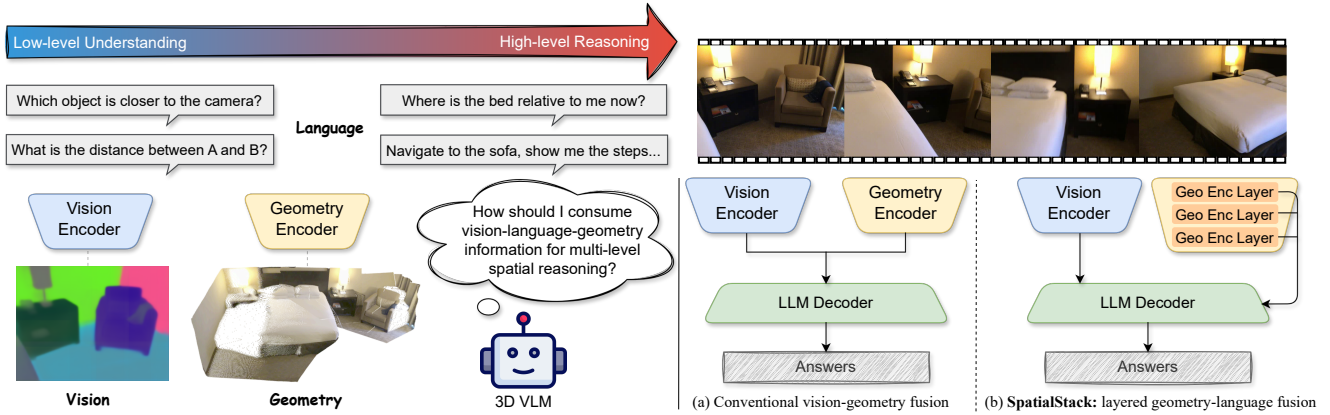 Low-level Understanding
High-level Reasoning
Which object is closer to the camera?
What is the distance between A and B?
Language
Where is the bed relative to me now?
Navigate to the sofa, show me the steps...
Vision
Encoder
Geometry
Encoder
How should I consume
vision-language-geometry
information for multi-level
spatial reasoning?
Vision
Geometry
3D VLM
Vision
Encoder
Geometry
Encoder
LLM Decoder
Answers
(a) Conventional vision-geometry fusion
Vision
Encoder
Geo Enc Layer
Geo Enc Layer
Geo Enc Layer
LLM Decoder
Answers
(b) SpatialStack: layered geometry-language fusion